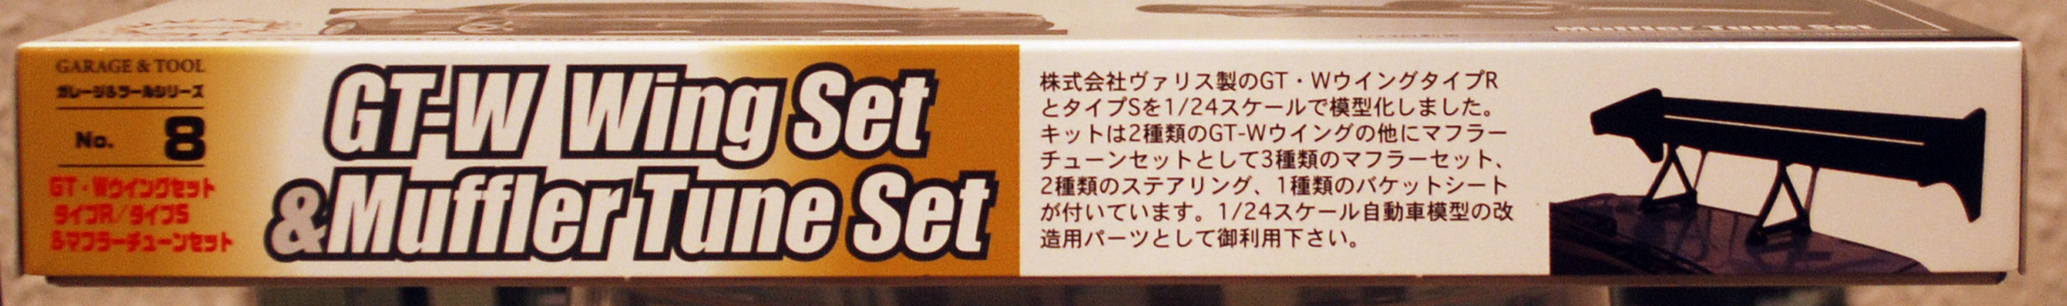 Muffler Tune Set
GARAGE & TOOL
ガレージ&ツールシリーズ
No. 8
GT・Wウイングセット
タイプR/タイプS
&マフラーチューンセット
GT-W Wing Set
&Muffler Tune Set
株式会社ヴァリス製のGT・WウイングタイプR
とタイプSを1/24スケールで模型化しました。
キットは2種類のGT-Wウイングの他にマフラー
チューンセットとして3種類のマフラーセット、
2種類のステアリング、1種類のバケットシート
が付いています。1/24スケール自動車模型の改
造用パーツとして御利用下さい。